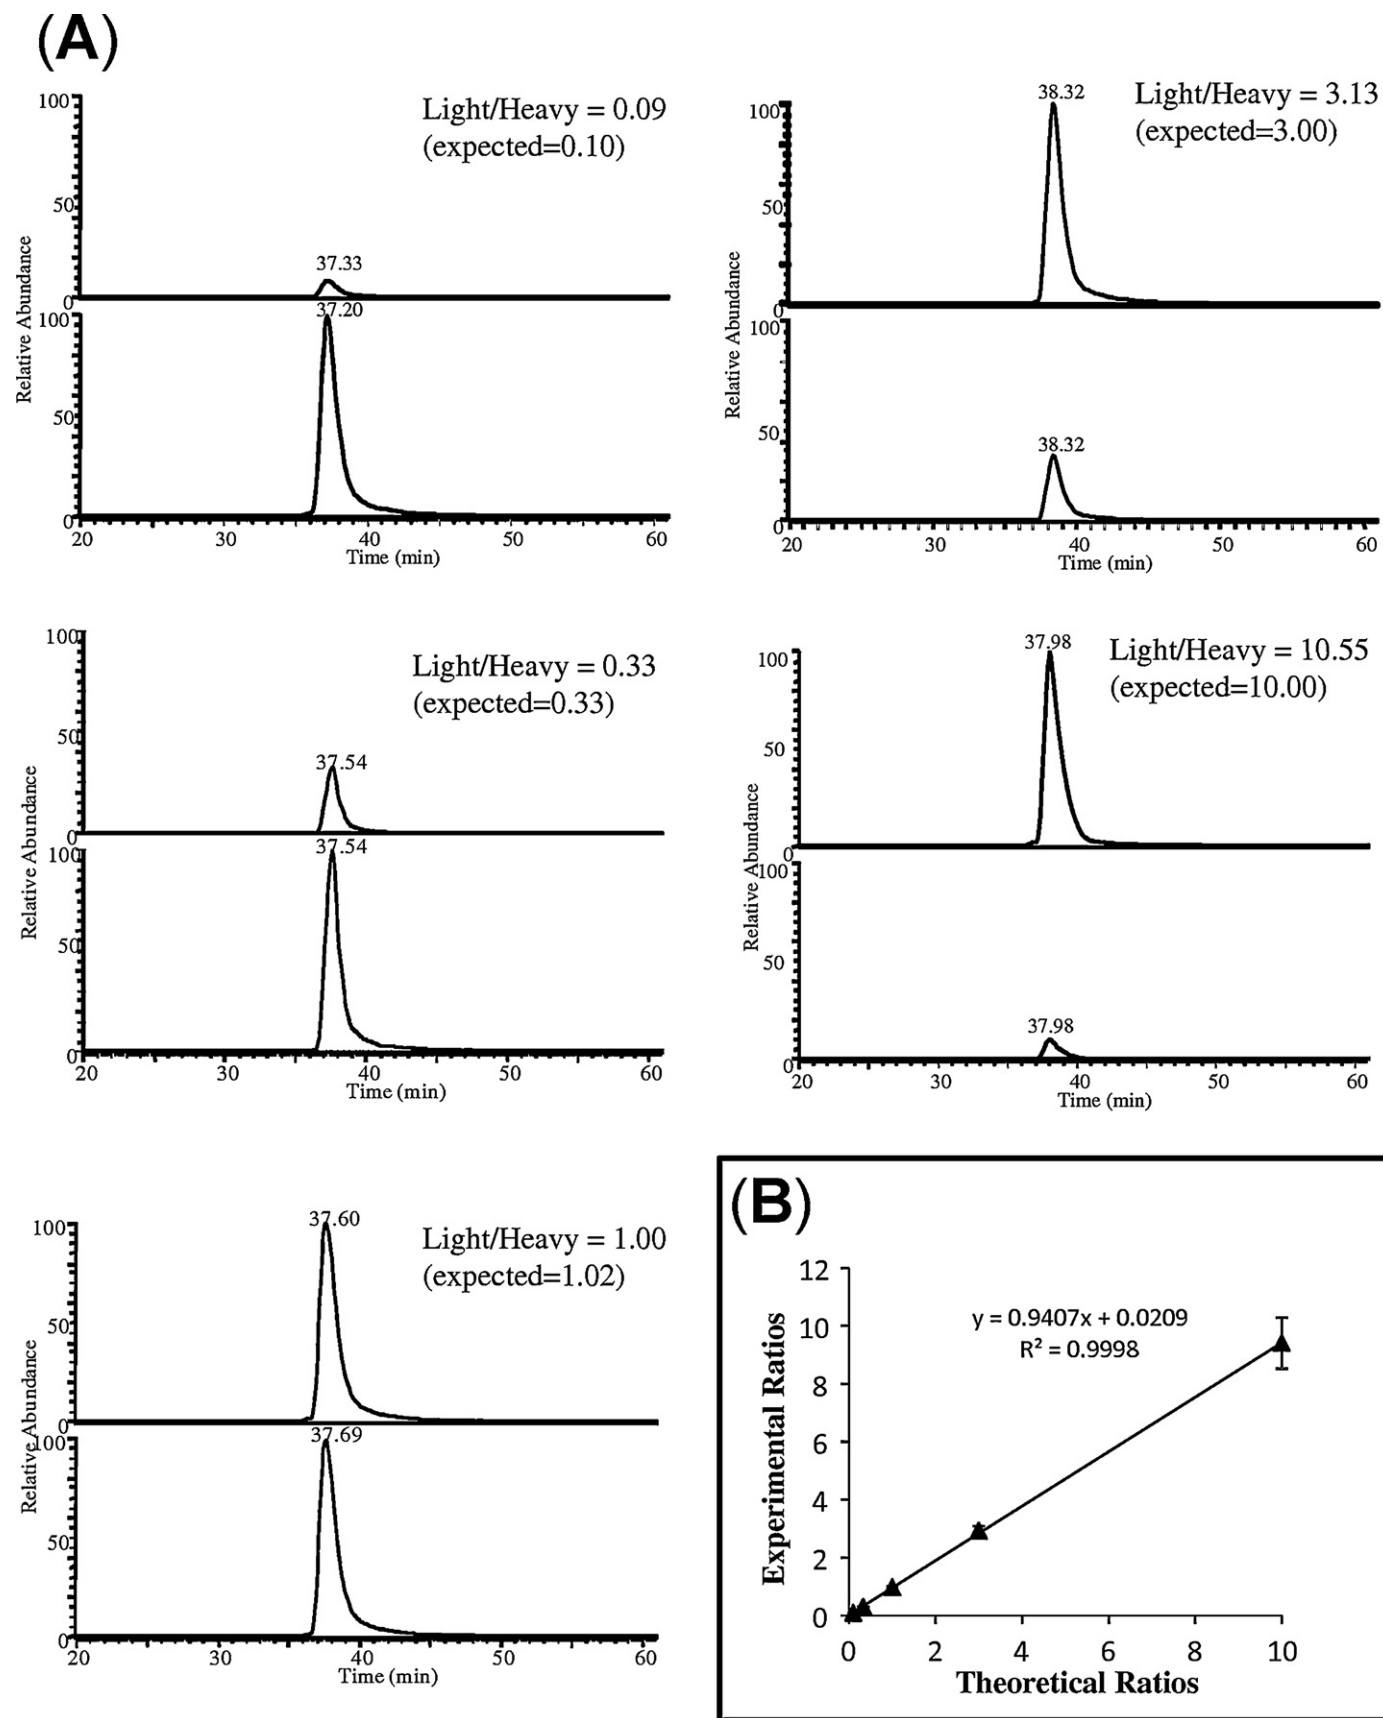 (A)
Light/Heavy = 0.09
(expected=0.10)
100
50
0
37.33
37.20
100
50
0
Relative Abundance
20 30 40 50 60
Time (min)
Light/Heavy = 3.13
(expected=3.00)
38.32
100
50
0
100
50
0
38.32
Relative Abundance
20 30 40 50 60
Time (min)
Light/Heavy = 0.33
(expected=0.33)
100
50
0
37.54
37.54
100
50
0
Relative Abundance
20 30 40 50 60
Time (min)
Light/Heavy = 10.55
(expected=10.00)
37.98
100
50
0
100
50
0
37.98
Relative Abundance
20 30 40 50 60
Time (min)
Light/Heavy = 1.00
(expected=1.02)
37.60
100
50
0
37.69
100
50
0
Relative Abundance
20 30 40 50 60
Time (min)
(B)
12
10
8
6
4
2
0
y = 0.9407x + 0.0209
R² = 0.9998
Experimental Ratios
0 2 4 6 8 10
Theoretical Ratios